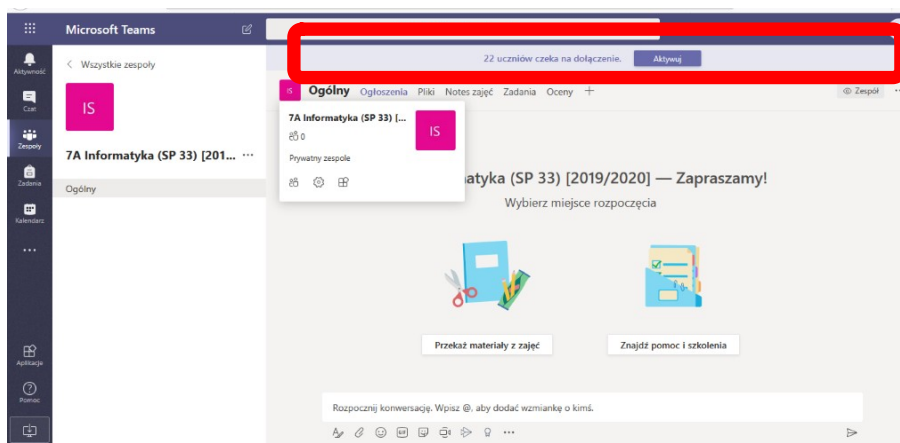 Microsoft Teams
Aktywność
Czat
Zespoły
Zadania
Kalendarz
Aplikacje
Pomoc
Wszystkie zespoły
IS
7A Informatyka (SP 33) [201... ...
Ogólny
22 uczniów czeka na dołączenie. Aktywuj
IS Ogólny Ogłoszenia Pliki Notes zajęć Zadania Oceny + Zespół
7A Informatyka (SP 33) [...
IS
0
Prywatny zespole
atyka (SP 33) [2019/2020] — Zapraszamy!
Wybierz miejsce rozpoczęcia
Przekaż materiały z zajęć
Znajdź pomoc i szkolenia
Rozpocznij konwersację. Wpisz @, aby dodać wzmiankę o kimś.
GIF